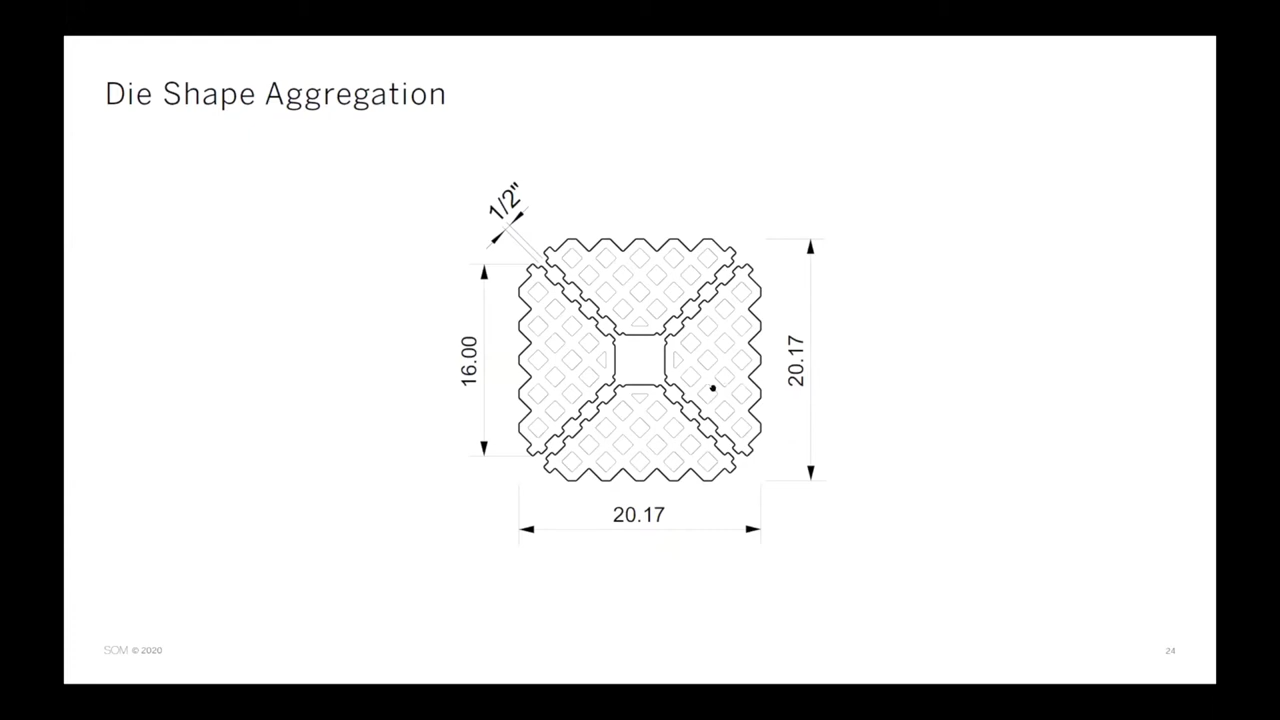 Die Shape Aggregation
1/2"
16.00
20.17
20.17
SOM © 2020
24